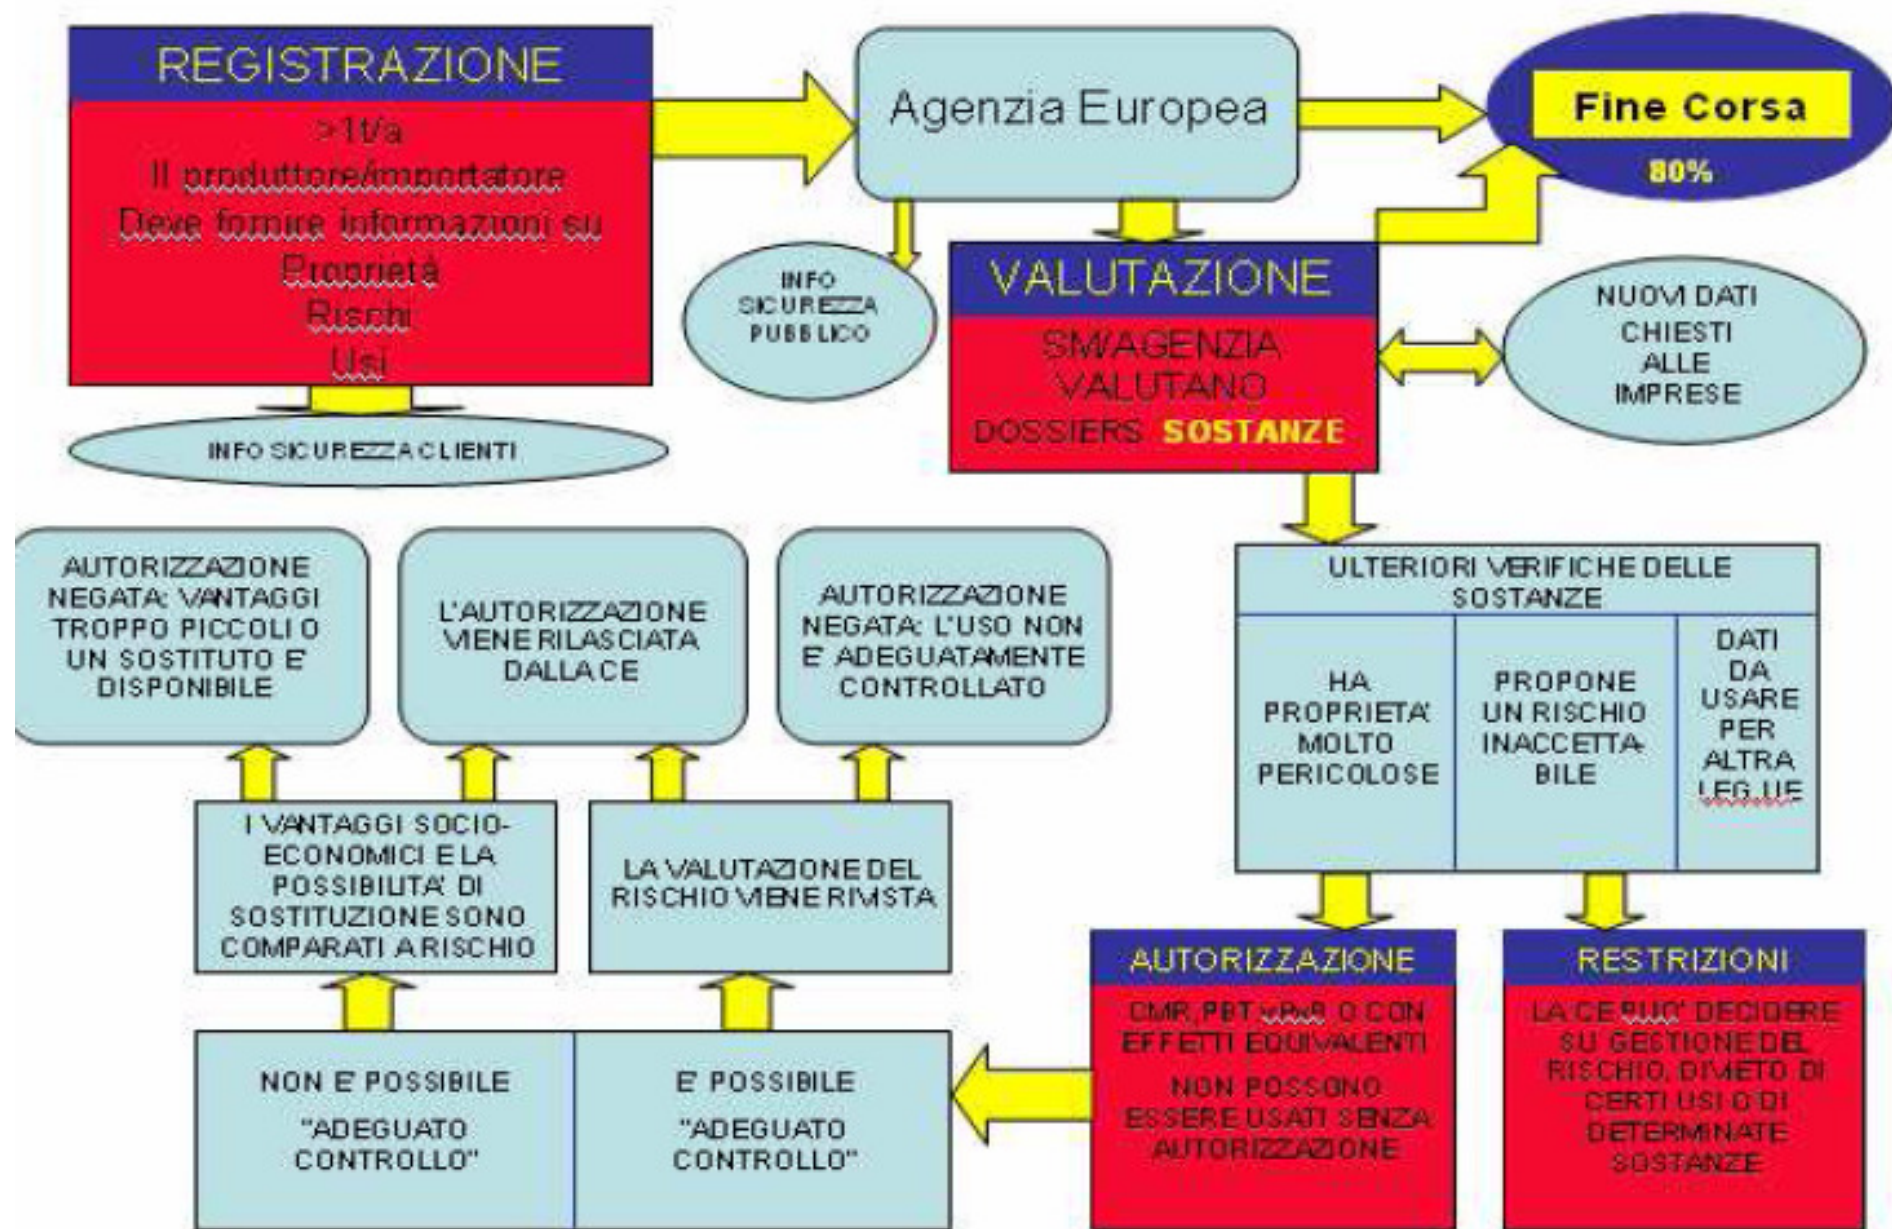 REGISTRAZIONE
>1t/a
Il produttore/importatore
Deve fornire informazioni su
Proprietà
Rischi
Usi
INFO SICUREZZA CLIENTI
Agenzia Europea
Fine Corsa
80%
INFO
SICUREZZA
PUBBLICO
VALUTAZIONE
SM/AGENZIA
VALUTANO
DOSSIERS SOSTANZE
NUOVI DATI
CHIESTI
ALLE
IMPRESE
ULTERIORI VERIFICHE DELLE
SOSTANZE
HA
PROPRIETA'
MOLTO
PERICOLOSE
PROPONE
UN RISCHIO
INACCETTA-
BILE
DATI
DA
USARE
PER
ALTRA
LEG.UE
AUTORIZZAZIONE
NEGATA: VANTAGGI
TROPPO PICCOLI O
UN SOSTITUTO E'
DISPONIBILE
L'AUTORIZZAZIONE
VIENE RILASCIATA
DALLA CE
AUTORIZZAZIONE
NEGATA: L'USO NON
E' ADEGUATAMENTE
CONTROLLATO
I VANTAGGI SOCIO-
ECONOMICI E LA
POSSIBILITA' DI
SOSTITUZIONE SONO
COMPARATI A RISCHIO
LA VALUTAZIONE DEL
RISCHIO VIENE RIVISTA
NON E' POSSIBILE
"ADEGUATO
CONTROLLO"
E' POSSIBILE
"ADEGUATO
CONTROLLO"
AUTORIZZAZIONE
CMR, PBT vPvB O CON
EFFETTI EQUIVALENTI
NON POSSONO
ESSERE USATI SENZA
AUTORIZZAZIONE
RESTRIZIONI
LA CE PUO' DECIDERE
SU GESTIONE DEL
RISCHIO, DIVIETO DI
CERTI USI O DI
DETERMINATE
SOSTANZE